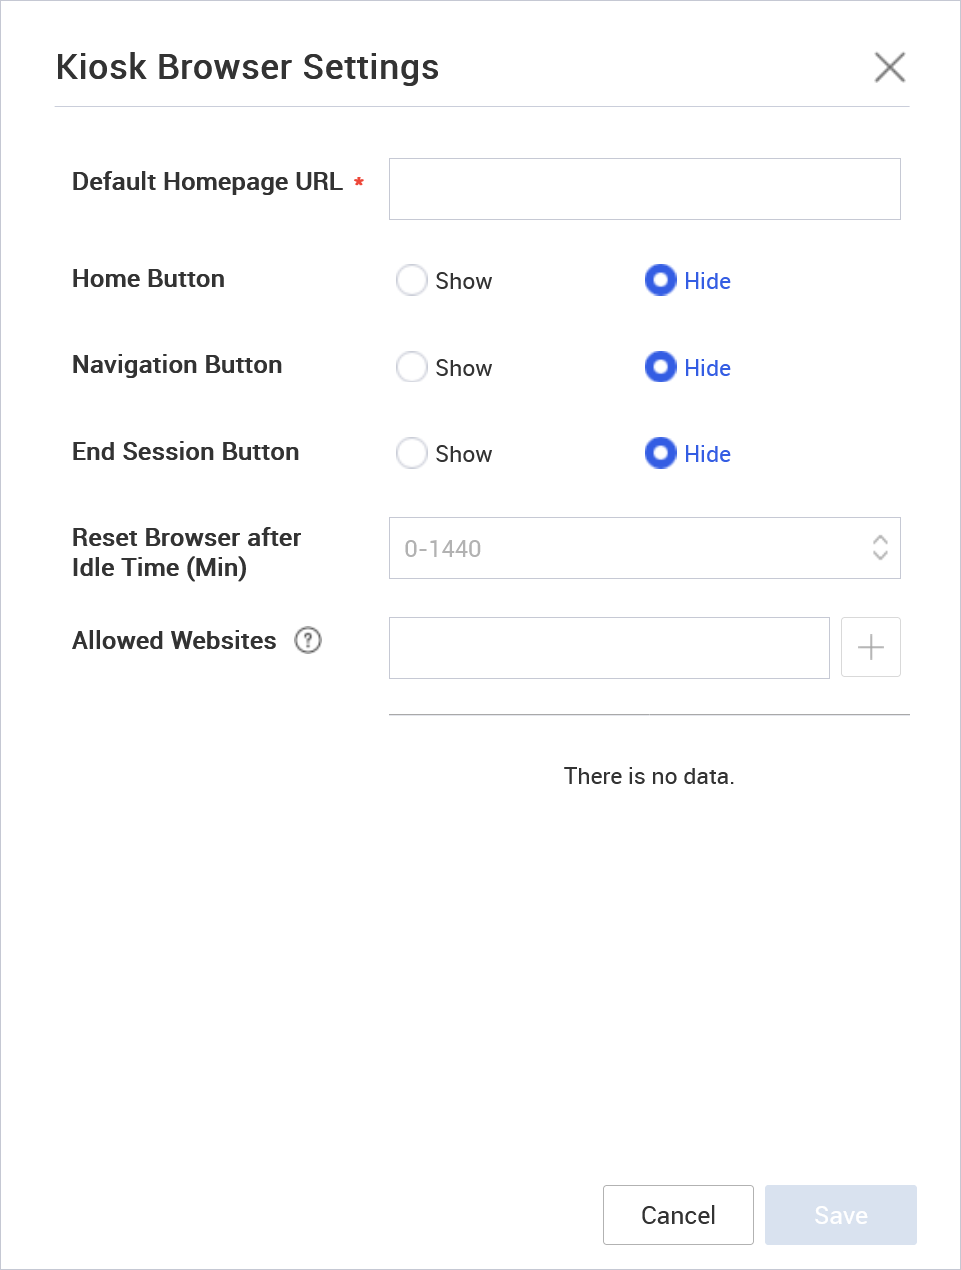 Kiosk Browser Settings
Default Homepage URL *
Home Button
Show
Hide
Navigation Button
Show
Hide
End Session Button
Show
Hide
Reset Browser after
Idle Time (Min)
0-1440
Allowed Websites ?
There is no data.
Cancel
Save